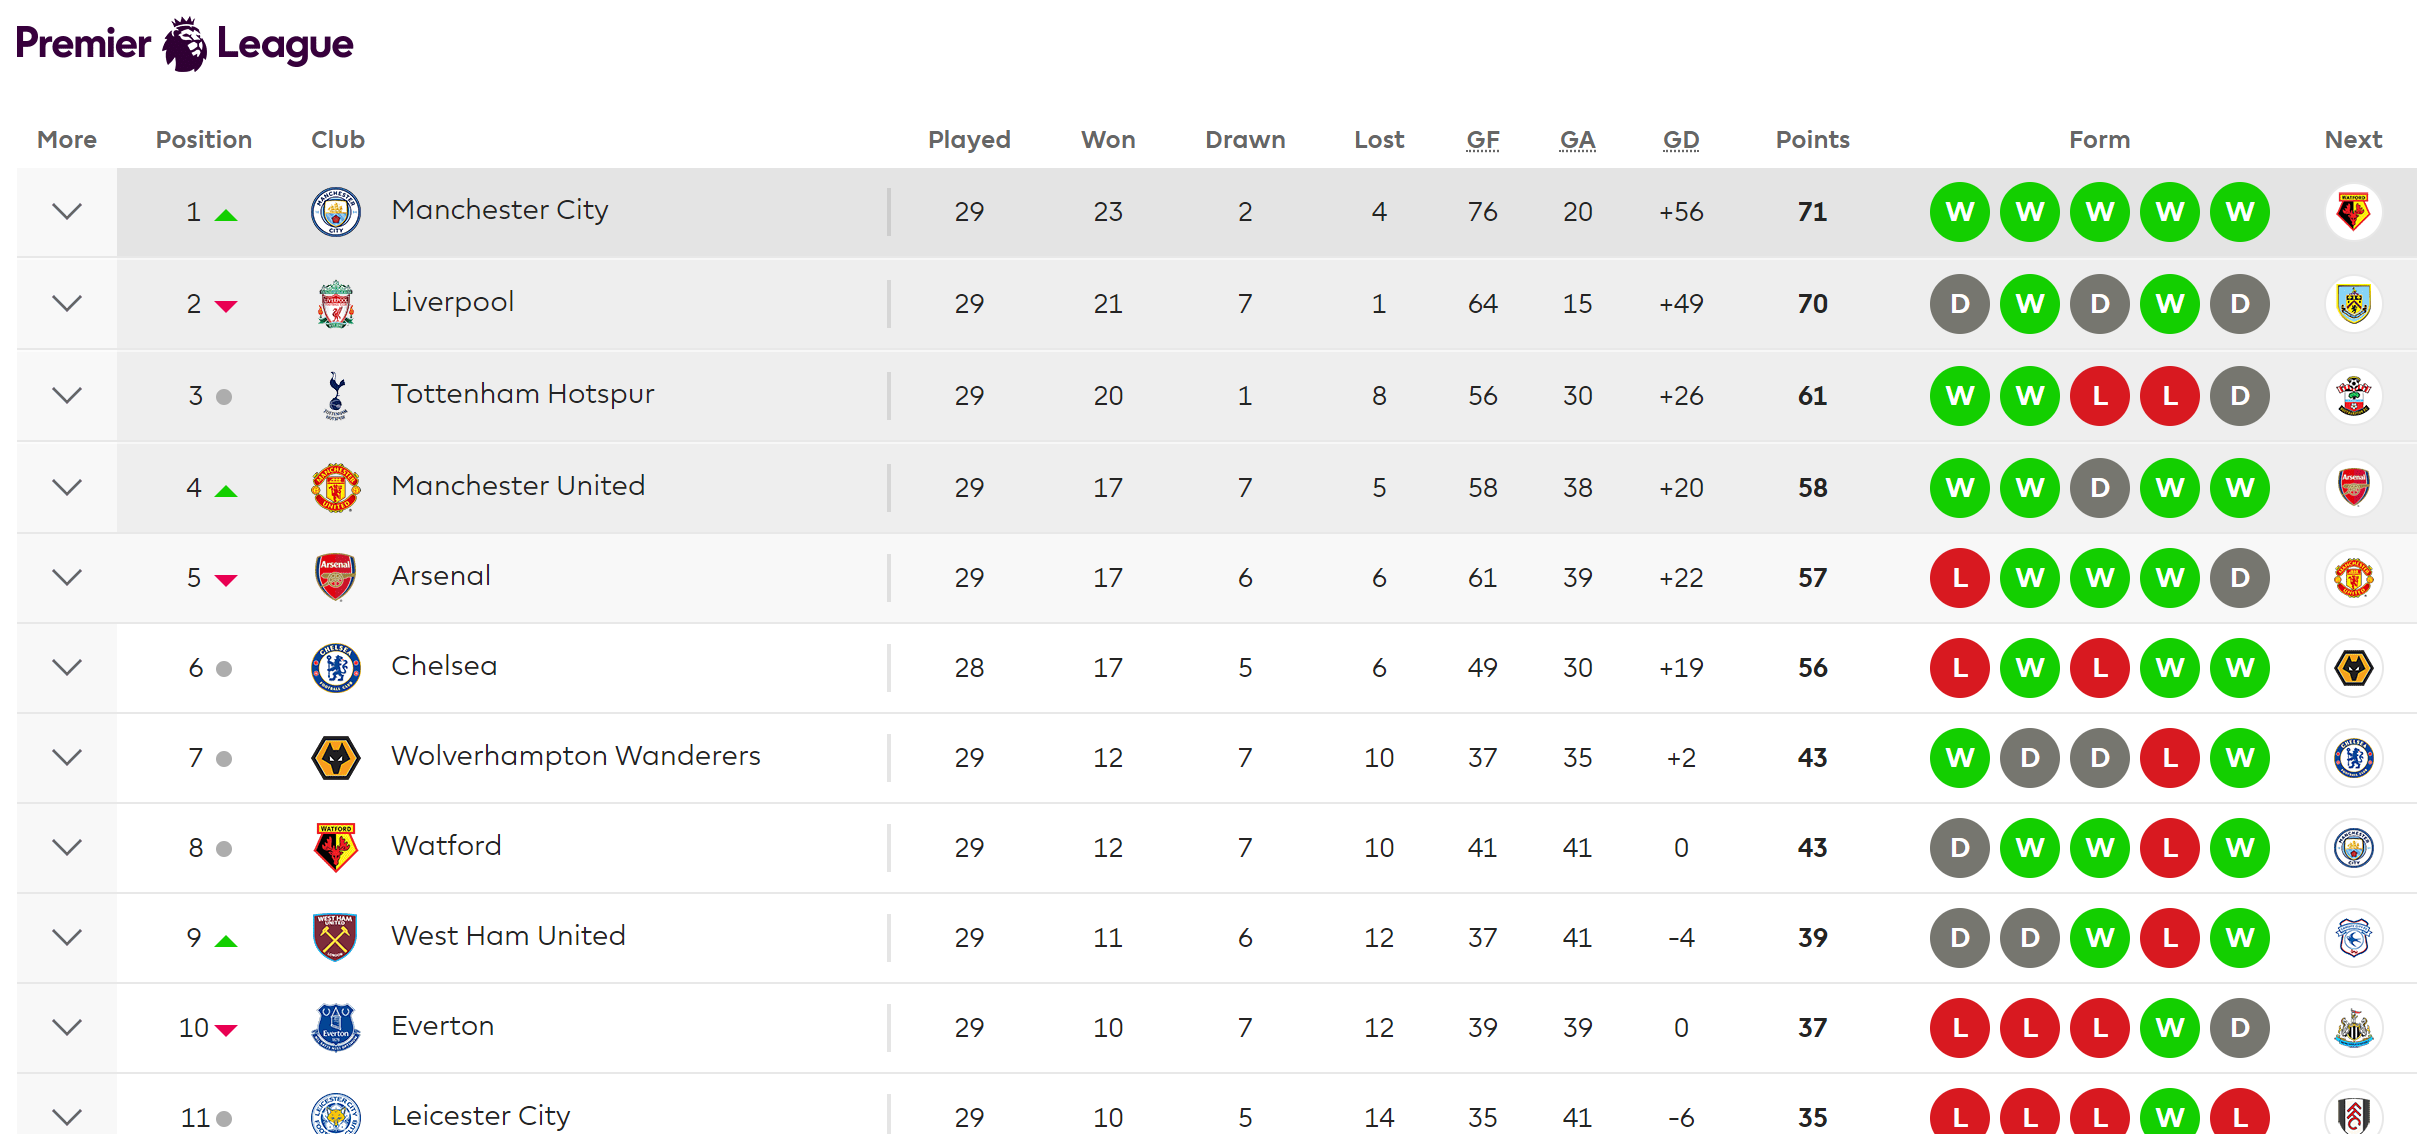 Premier League
More Position Club Played Won Drawn Lost GF GA GD Points Form Next
1 Manchester City 29 23 2 4 76 20 +56 71 W W W W W
2 Liverpool 29 21 7 1 64 15 +49 70 D W D W D
3 Tottenham Hotspur 29 20 1 8 56 30 +26 61 W W L L D
4 Manchester United 29 17 7 5 58 38 +20 58 W W D W W
5 Arsenal 29 17 6 6 61 39 +22 57 L W W W D
6 Chelsea 28 17 5 6 49 30 +19 56 L W L W W
7 Wolverhampton Wanderers 29 12 7 10 37 35 +2 43 W D D L W
8 Watford 29 12 7 10 41 41 0 43 D W W L W
9 West Ham United 29 11 6 12 37 41 -4 39 D D W L W
10 Everton 29 10 7 12 39 39 0 37 L L L W D
11 Leicester City 29 10 5 14 35 41 -6 35 L L L W L